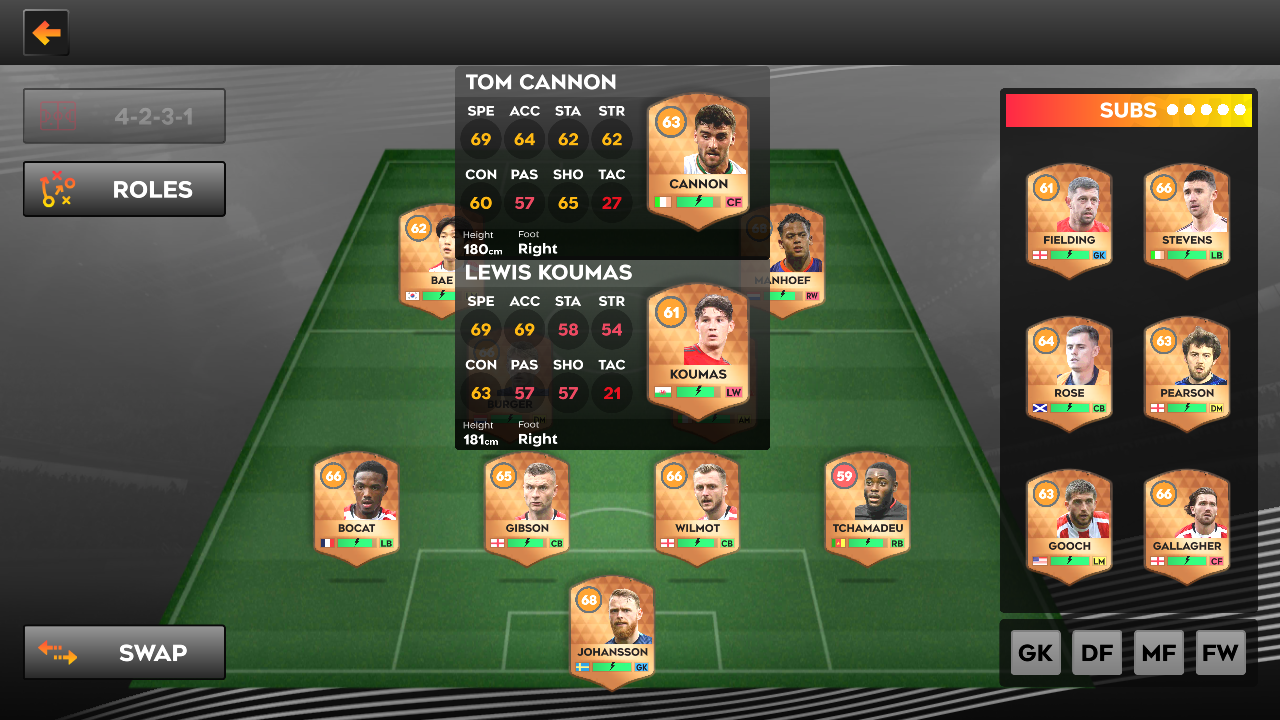 4-2-3-1
ROLES
TOM CANNON
SPE ACC STA STR
69 64 62 62
CON PAS SHO TAC
60 57 65 27
Height Foot
180cm Right
63
CANNON
CF
LEWIS KOUMAS
SPE ACC STA STR
69 69 58 54
CON PAS SHO TAC
63 57 57 21
Height Foot
181cm Right
61
KOUMAS
LW
62
BAE
68
MANHOEF
RW
BURGER
DM
AM
66
BOCAT
LB
65
GIBSON
CB
66
WILMOT
CB
59
TCHAMADEU
RB
68
JOHANSSON
GK
SUBS
61
FIELDING
GK
66
STEVENS
LB
64
ROSE
CB
63
PEARSON
DM
63
GOOCH
LM
66
GALLAGHER
CF
SWAP
GK DF MF FW